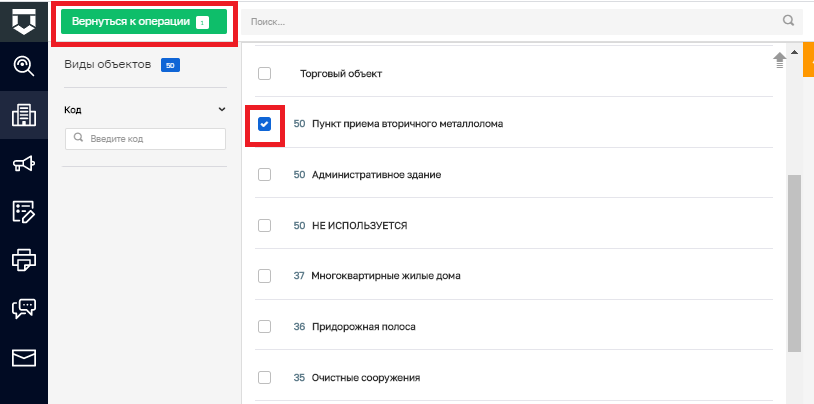 Вернуться к операции 1
Поиск...
Виды объектов 50
Код
Введите код
Торговый объект
50 Пункт приема вторичного металлолома
50 Административное здание
50 НЕ ИСПОЛЬЗУЕТСЯ
37 Многоквартирные жилые дома
36 Придорожная полоса
35 Очистные сооружения